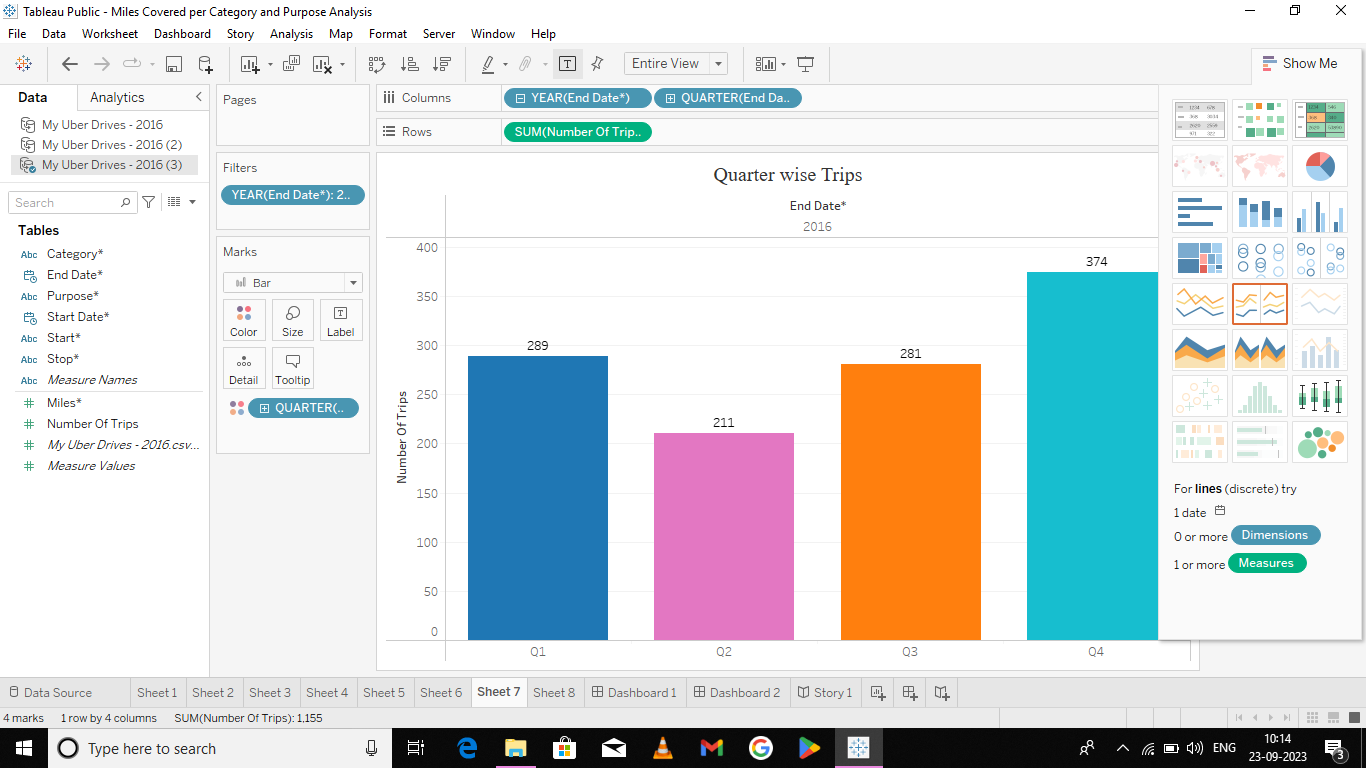 Tableau Public - Miles Covered per Category and Purpose Analysis
File Data Worksheet Dashboard Story Analysis Map Format Server Window Help
Entire View
Show Me
Data Analytics
My Uber Drives - 2016
My Uber Drives - 2016 (2)
My Uber Drives - 2016 (3)
Search
Tables
Abc Category*
End Date*
Abc Purpose*
Start Date*
Abc Start*
Abc Stop*
Abc Measure Names
Miles*
Number Of Trips
My Uber Drives - 2016.csv...
Measure Values
Pages
Filters
YEAR(End Date*): 2..
Marks
Bar
Color Size Label
Detail Tooltip
QUARTER(..
Columns YEAR(End Date*) QUARTER(End Da..
Rows SUM(Number Of Trip..
Quarter wise Trips
End Date*
2016
Number Of Trips
400
350
300
250
200
150
100
50
0
289
211
281
374
Q1 Q2 Q3 Q4
For lines (discrete) try
1 date
0 or more Dimensions
1 or more Measures
Data Source Sheet 1 Sheet 2 Sheet 3 Sheet 4 Sheet 5 Sheet 6 Sheet 7 Sheet 8 Dashboard 1 Dashboard 2 Story 1
4 marks 1 row by 4 columns SUM(Number Of Trips): 1,155
Type here to search
ENG
10:14
23-09-2023
3